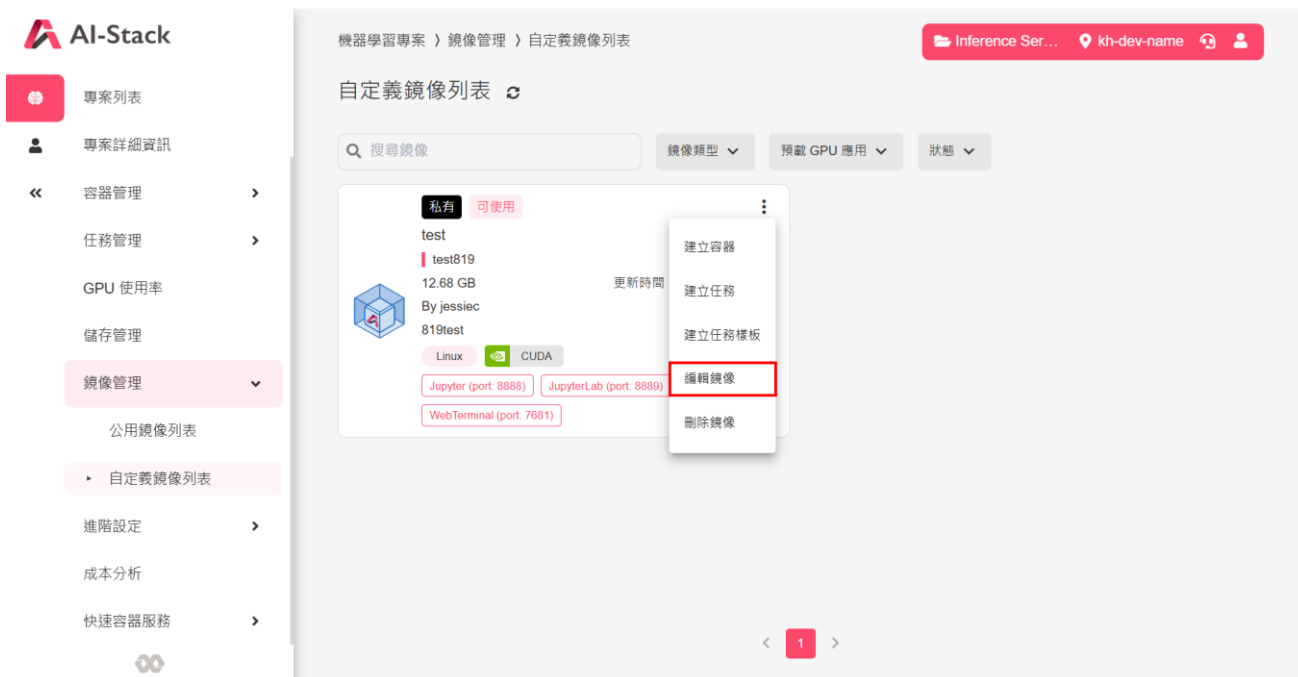 AI-Stack
機器學習專案 〉鏡像管理 〉自定義鏡像列表
Inference Ser...
kh-dev-name
專案列表
專案詳細資訊
容器管理
任務管理
GPU 使用率
儲存管理
鏡像管理
公用鏡像列表
自定義鏡像列表
進階設定
成本分析
快速容器服務
自定義鏡像列表
搜尋鏡像
鏡像類型
預載 GPU 應用
狀態
私有
可使用
test
test819
12.68 GB
更新時間
By jessiec
819test
Linux
CUDA
Jupyter (port: 8888)
JupyterLab (port: 8889)
WebTerminal (port: 7681)
建立容器
建立任務
建立任務樣板
編輯鏡像
刪除鏡像
1